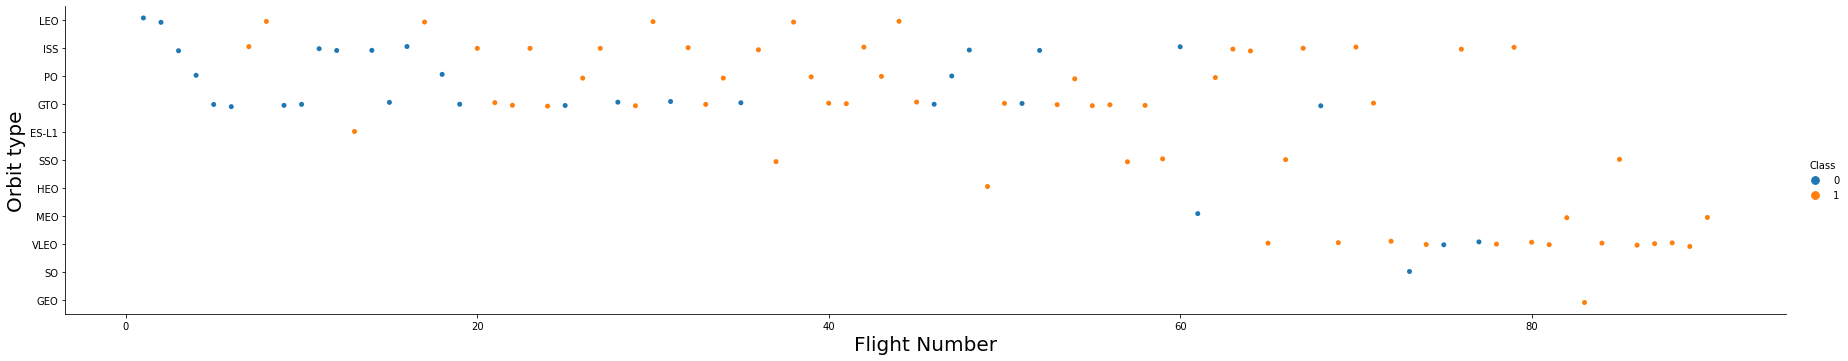 LEO
ISS
PO
GTO
ES-L1
SSO
HEO
MEO
VLEO
SO
GEO
Orbit type
0
20
40
60
80
Flight Number
Class
0
1